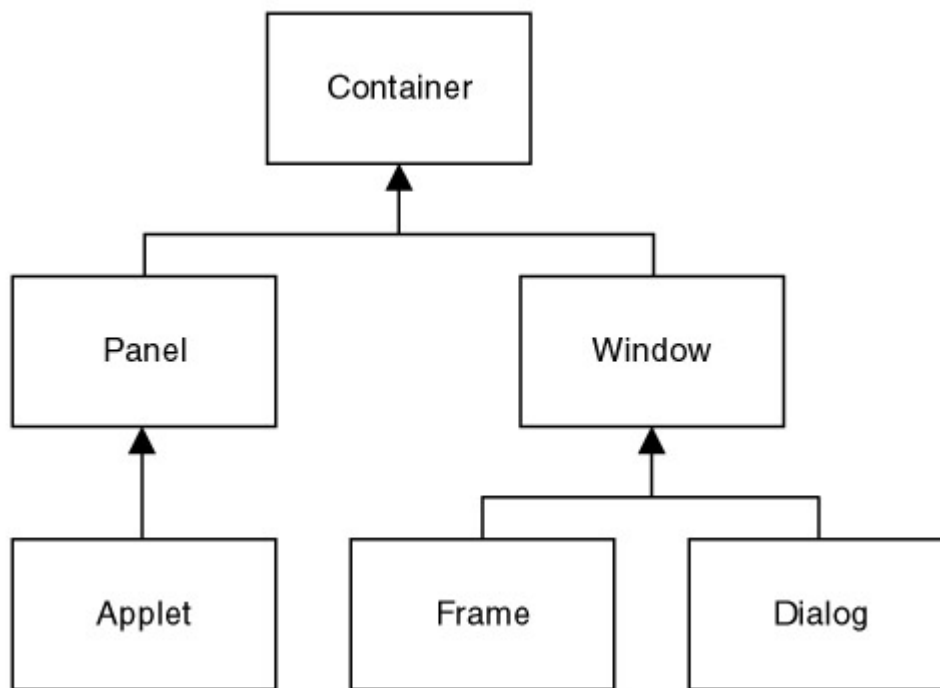 Container
Panel
Window
Applet
Frame
Dialog